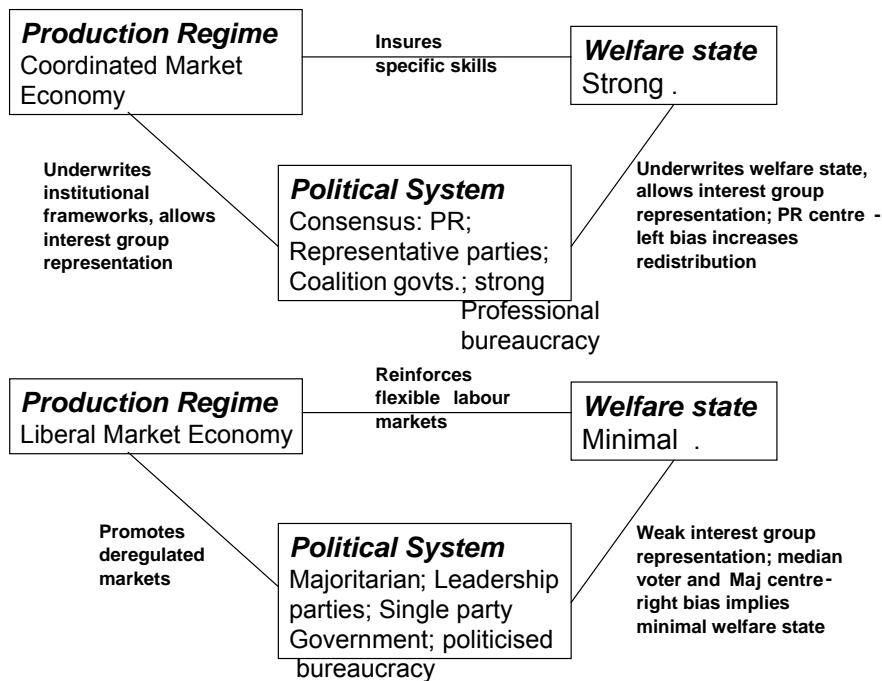 Production Regime
Coordinated Market
Economy
Insures
specific skills
Welfare state
Strong .
Underwrites
institutional
frameworks, allows
interest group
representation
Political System
Consensus: PR;
Representative parties;
Coalition govts.; strong
Professional
bureaucracy
Underwrites welfare state,
allows interest group
representation; PR centre -
left bias increases
redistribution
Production Regime
Liberal Market Economy
Reinforces
flexible labour
markets
Welfare state
Minimal .
Promotes
deregulated
markets
Political System
Majoritarian; Leadership
parties; Single party
Government; politicised
bureaucracy
Weak interest group
representation; median
voter and Maj centre-
right bias implies
minimal welfare state